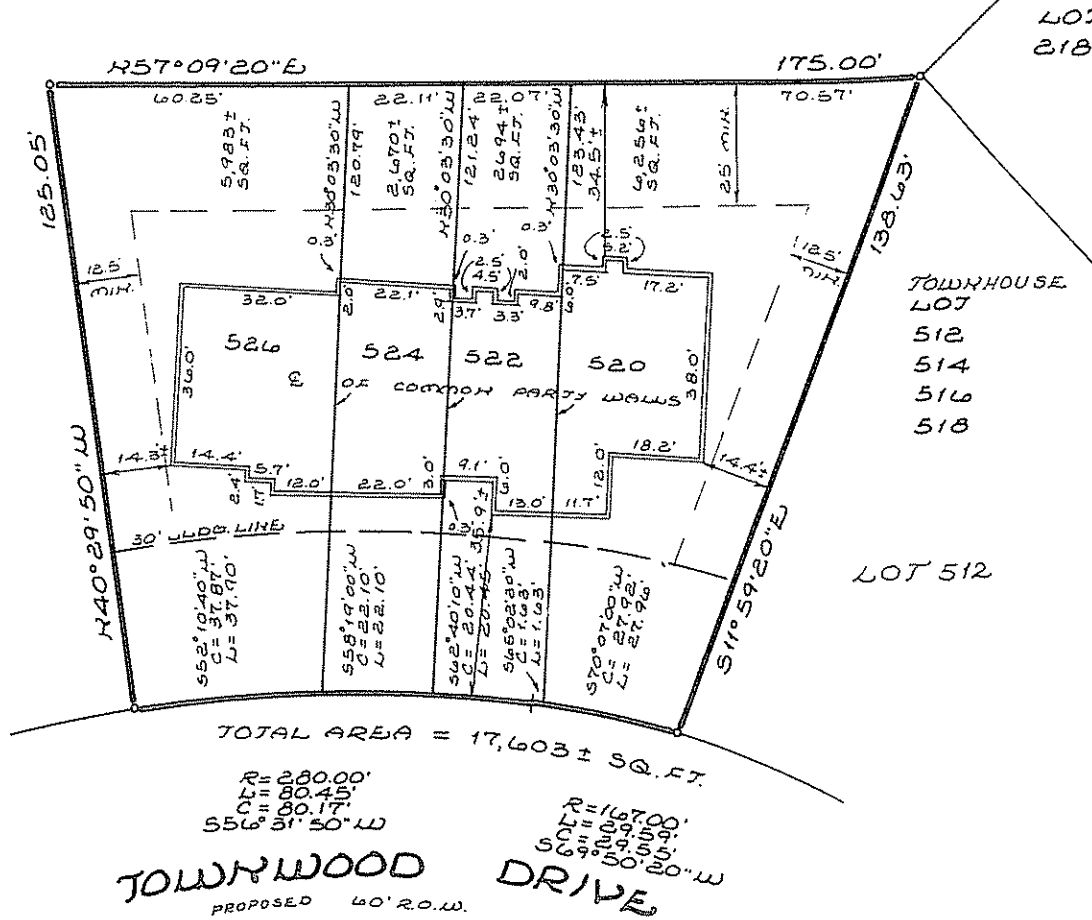 218
N57°09'20"E
175.00'
60.25'
22.11'
22.07'
70.57'
125.05'
5,983±
SQ.FT.
N30°03'30"W
120.79'
2,670±
SQ.FT.
N30°03'30"W
121.24'
2694±
SQ.FT.
N30°03'30"W
123.43'
34.5'±
6,256±
SQ.FT.
25' MIN.
138.63'
12.5'
MIN.
12.5'
MIN.
0.3'
0.3'
2.5'
4.5'
2.0'
0.3'
2.5'
5.2'
7.5'
17.2'
32.0'
2.0'
22.1'
2.9'
3.7'
3.3'
9.8'
TOWNHOUSE
LOT
512
514
516
518
526
524
522
520
36.0'
38.0'
℄ OF COMMON PARTY WALLS
14.3'±
14.4'
5.7'
2.4'
1.7'
12.0'
22.0'
3.0'
9.1'
6.0'
13.0'
11.7'
12.0'
18.2'
14.4'±
0.3'
35.9'±
30' BLDG. LINE
N40°29'50"W
S11°59'20"E
LOT 512
S52°10'40"W
C=37.87'
L=37.90'
S58°19'00"W
C=22.10'
L=22.10'
S62°40'10"W
C=20.44'
L=20.45'
S65°02'30"W
C=1.63'
L=1.63'
S70°07'00"W
C=27.92'
L=27.96'
TOTAL AREA = 17,603± SQ.FT.
R=280.00'
L=80.45'
C=80.17'
S56°31'50"W
R=167.00'
L=29.59'
C=29.55'
S69°50'20"W
TOWNWOOD DRIVE
PROPOSED 60' R.O.W.